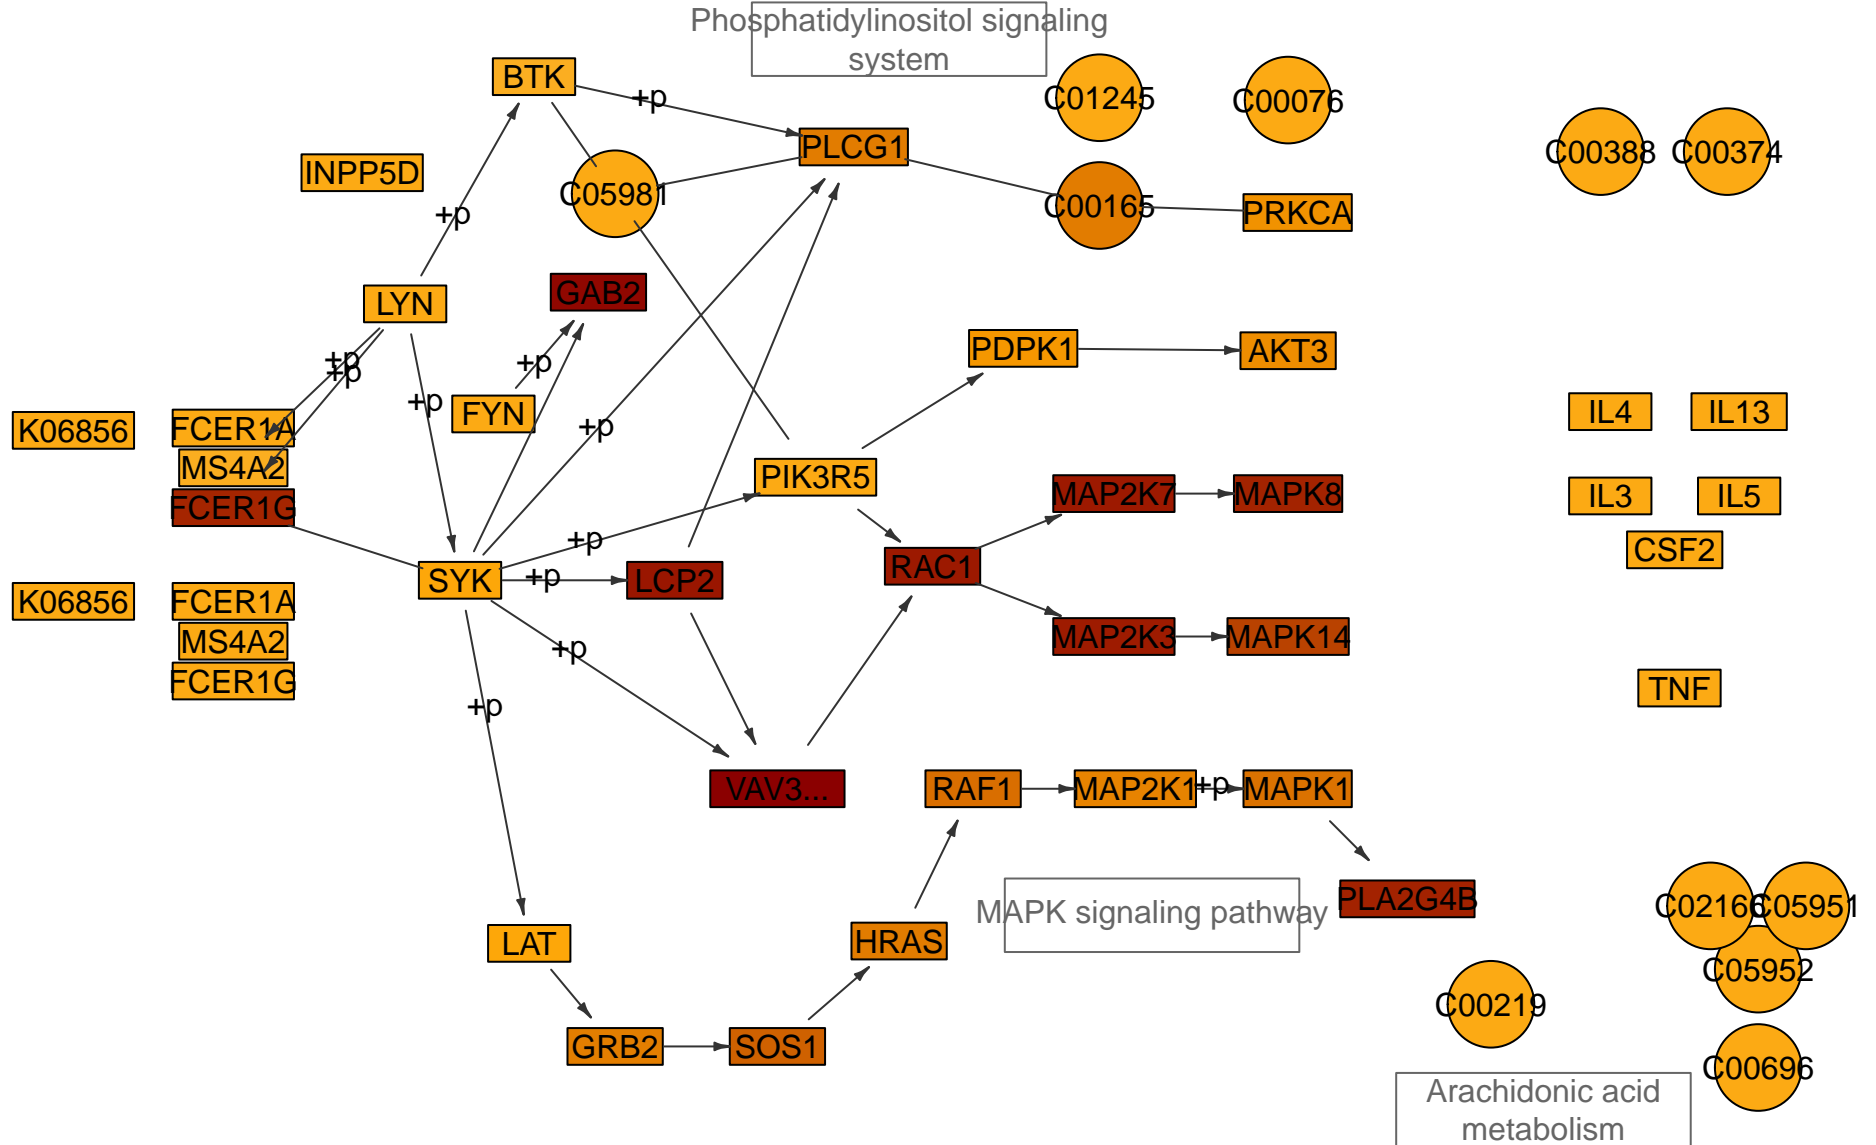 Phosphatidylinositol signaling
system
BTK
+p
C01245
C00076
PLCG1
C00388
C00374
INPP5D
C05981
+p
C00165
PRKCA
LYN
GAB2
+p
+p
+p
PDPK1
AKT3
+p
FYN
+p
K06856
FCER1A
MS4A2
FCER1G
PIK3R5
MAP2K7
MAPK8
IL4
IL13
IL3
IL5
CSF2
+p
SYK
+p
LCP2
RAC1
K06856
FCER1A
MS4A2
FCER1G
+p
MAP2K3
MAPK14
TNF
+p
VAV3...
RAF1
MAP2K1
+p
MAPK1
PLA2G4B
MAPK signaling pathway
C02166
C05951
C05952
LAT
HRAS
C00219
GRB2
SOS1
C00696
Arachidonic acid
metabolism